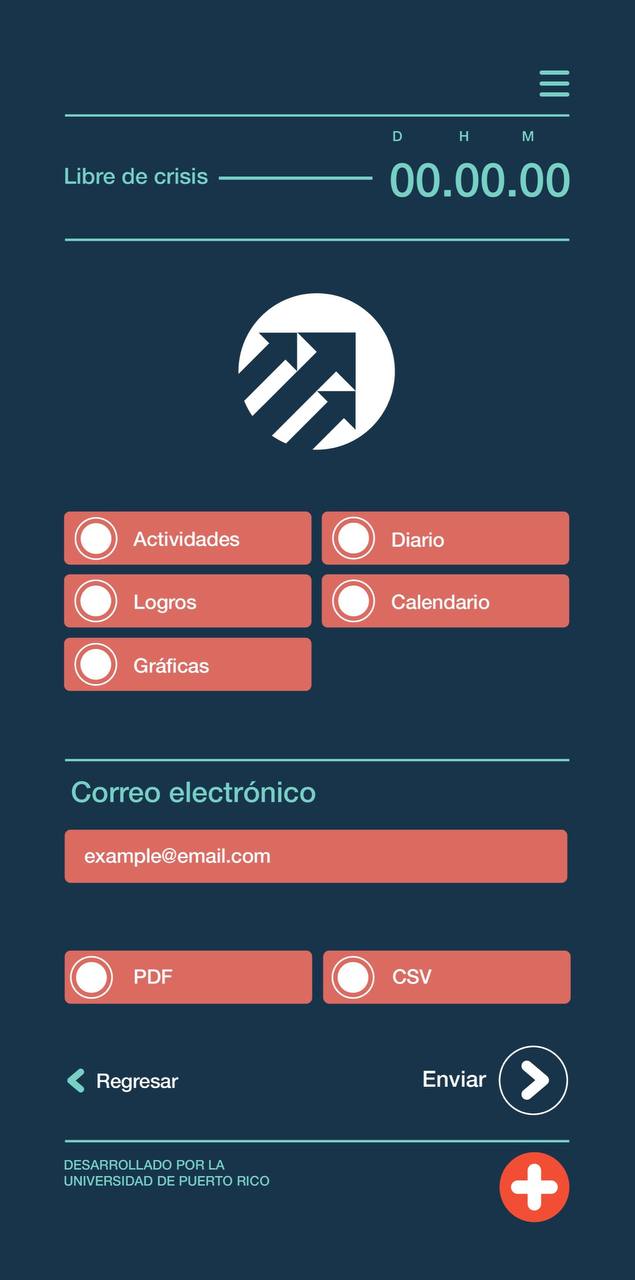 D H M
Libre de crisis 00.00.00
Actividades Diario
Logros Calendario
Gráficas
Correo electrónico
example@email.com
PDF CSV
Regresar Enviar
DESARROLLADO POR LA
UNIVERSIDAD DE PUERTO RICO